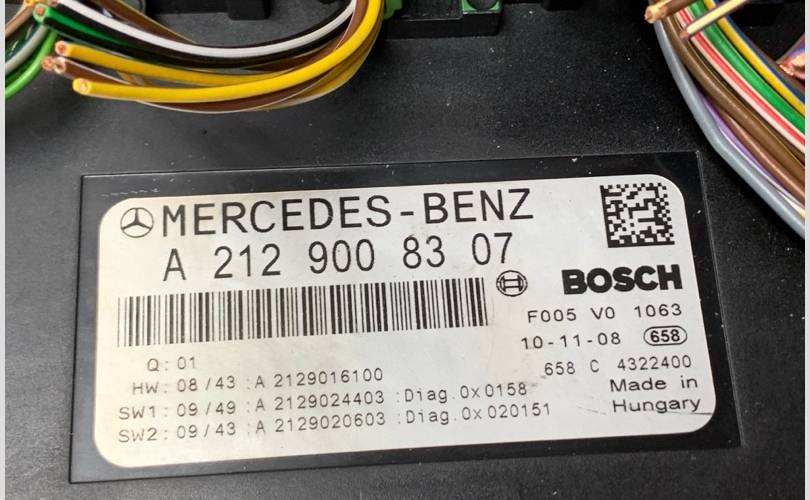 MERCEDES-BENZ
A 212 900 83 07
BOSCH
F005 V0 1063
10-11-08 658
658 C 4322400
Made in
Hungary
Q: 01
HW: 08/43 :A 2129016100
SW1: 09/49 :A 2129024403 :Diag.0x0158
SW2: 09/43 :A 2129020603 :Diag.0x020151